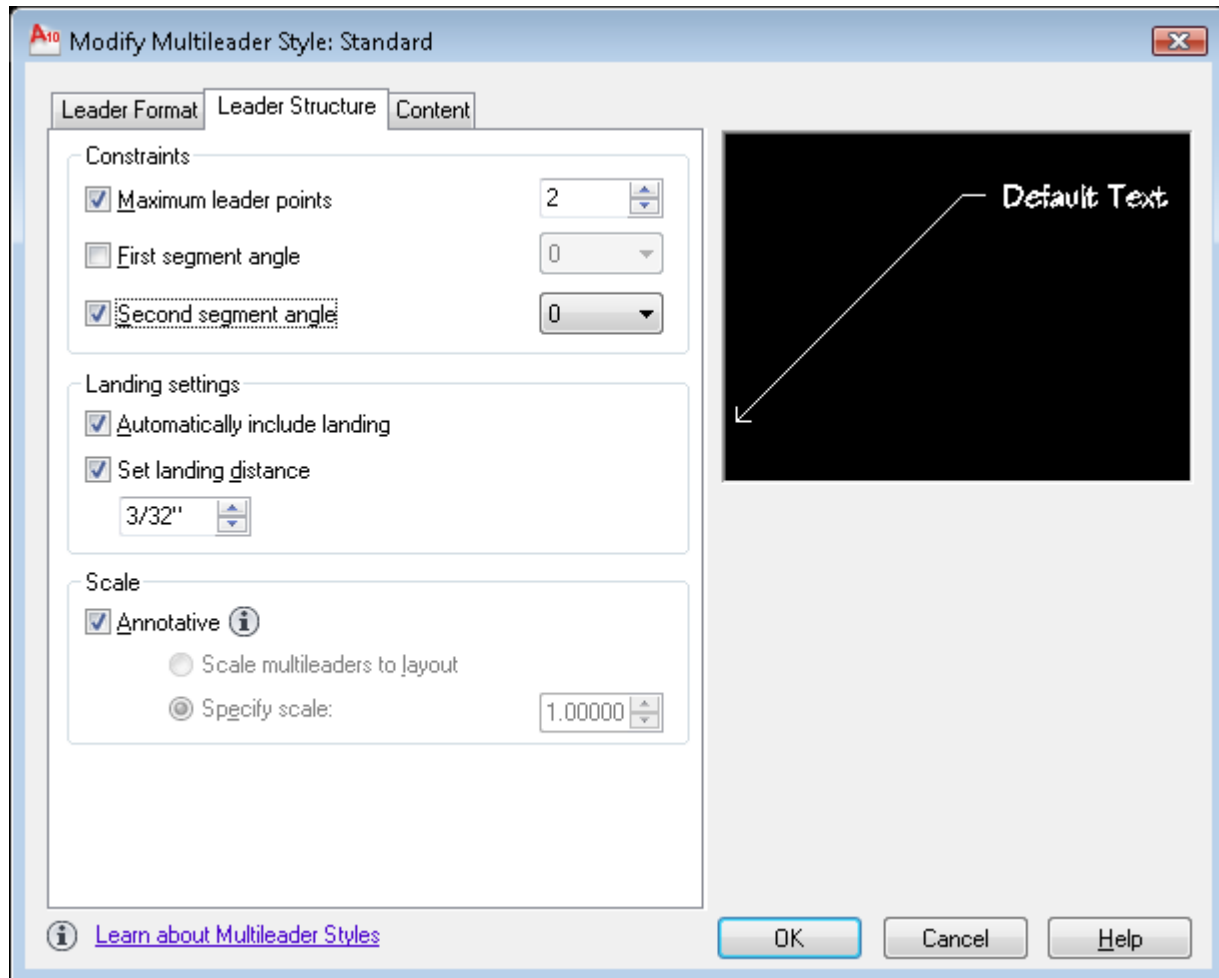 A10 Modify Multileader Style: Standard
Leader Format Leader Structure Content
Constraints
Maximum leader points 2
First segment angle 0
Second segment angle 0
Landing settings
Automatically include landing
Set landing distance
3/32"
Scale
Annotative
Scale multileaders to layout
Specify scale: 1.00000
Default Text
Learn about Multileader Styles
OK Cancel Help